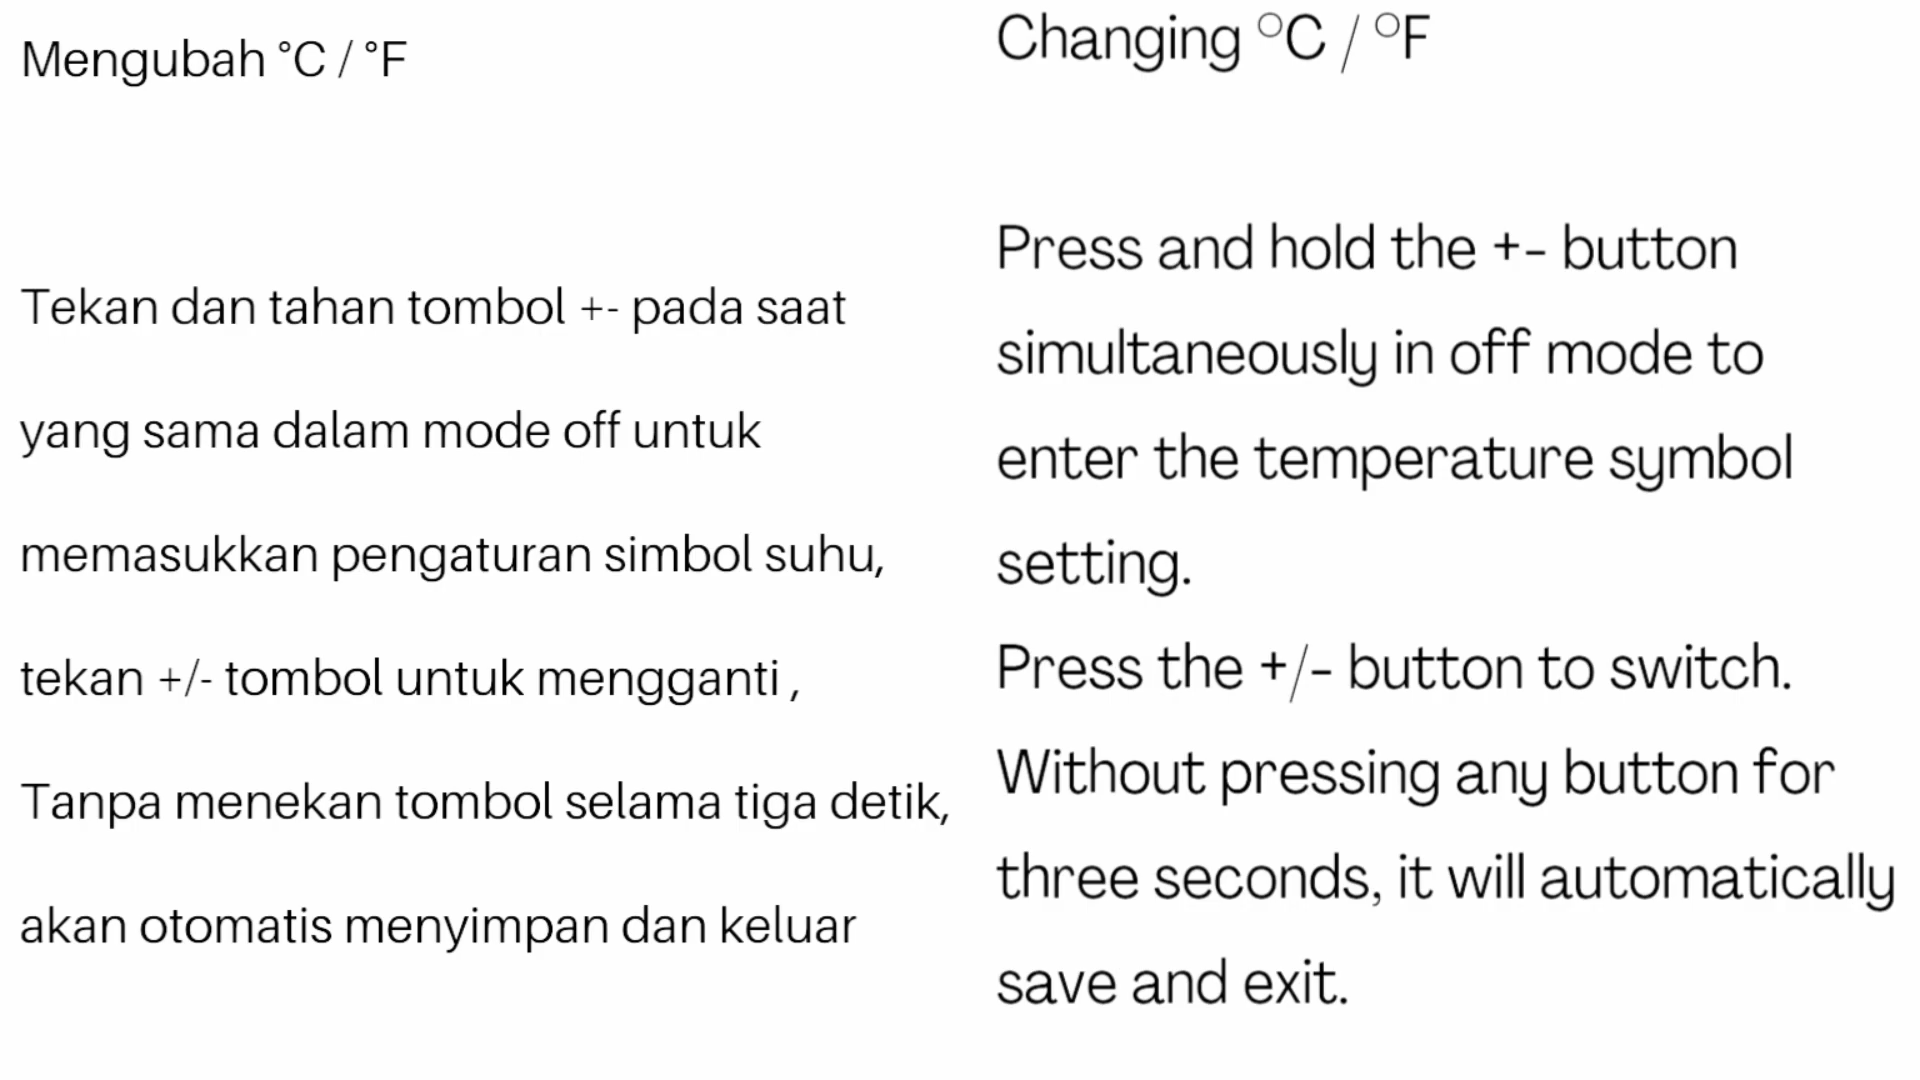 Mengubah °C / °F
Tekan dan tahan tombol +- pada saat
yang sama dalam mode off untuk
memasukkan pengaturan simbol suhu,
tekan +/- tombol untuk mengganti ,
Tanpa menekan tombol selama tiga detik,
akan otomatis menyimpan dan keluar
Changing °C / °F
Press and hold the +- button
simultaneously in off mode to
enter the temperature symbol
setting.
Press the +/- button to switch.
Without pressing any button for
three seconds, it will automatically
save and exit.